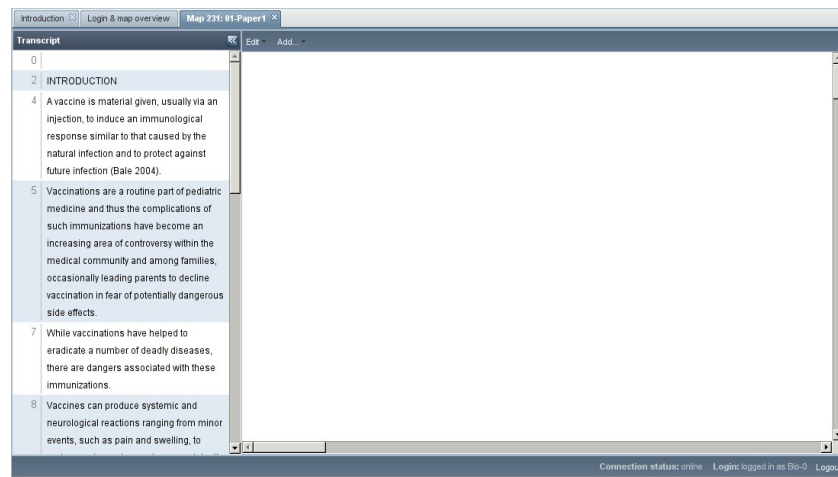 Introduction Login & map overview Map 231: 01-Paper1
Transcript Edit Add...
0
2 INTRODUCTION
4 A vaccine is material given, usually via an
injection, to induce an immunological
response similar to that caused by the
natural infection and to protect against
future infection (Bale 2004).
5 Vaccinations are a routine part of pediatric
medicine and thus the complications of
such immunizations have become an
increasing area of controversy within the
medical community and among families,
occasionally leading parents to decline
vaccination in fear of potentially dangerous
side effects.
7 While vaccinations have helped to
eradicate a number of deadly diseases,
there are dangers associated with these
immunizations.
8 Vaccines can produce systemic and
neurological reactions ranging from minor
events, such as pain and swelling, to
Connection status: online Login: logged in as Bio-0 Logou